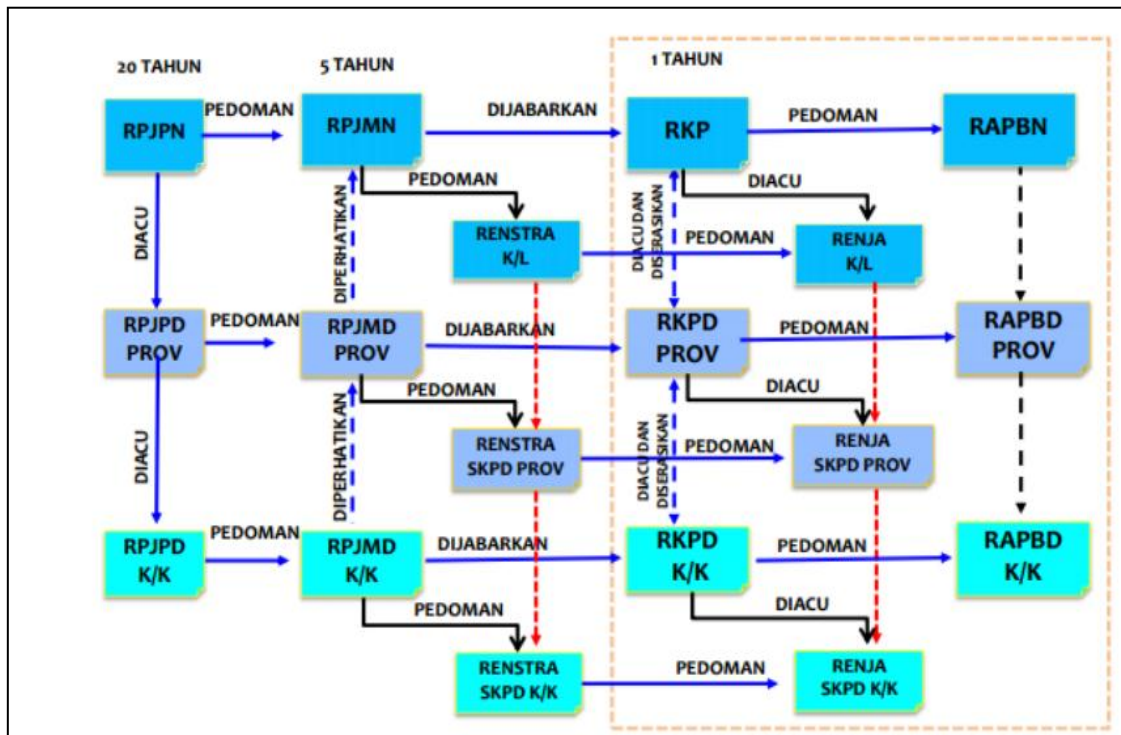 20 TAHUN
5 TAHUN
1 TAHUN
RPJPN
PEDOMAN
RPJMN
DIJABARKAN
RKP
PEDOMAN
RAPBN
PEDOMAN
DIACU
DIACU
DIPERHATIKAN
RENSTRA
K/L
PEDOMAN
DIACU DAN
DISERASIKAN
RENJA
K/L
RPJPD
PROV
PEDOMAN
RPJMD
PROV
DIJABARKAN
RKPD
PROV
PEDOMAN
RAPBD
PROV
PEDOMAN
DIACU
DIACU
DIPERHATIKAN
RENSTRA
SKPD PROV
PEDOMAN
DIACU DAN
DISERASIKAN
RENJA
SKPD PROV
RPJPD
K/K
PEDOMAN
RPJMD
K/K
DIJABARKAN
RKPD
K/K
PEDOMAN
RAPBD
K/K
PEDOMAN
DIACU
RENSTRA
SKPD K/K
PEDOMAN
RENJA
SKPD K/K